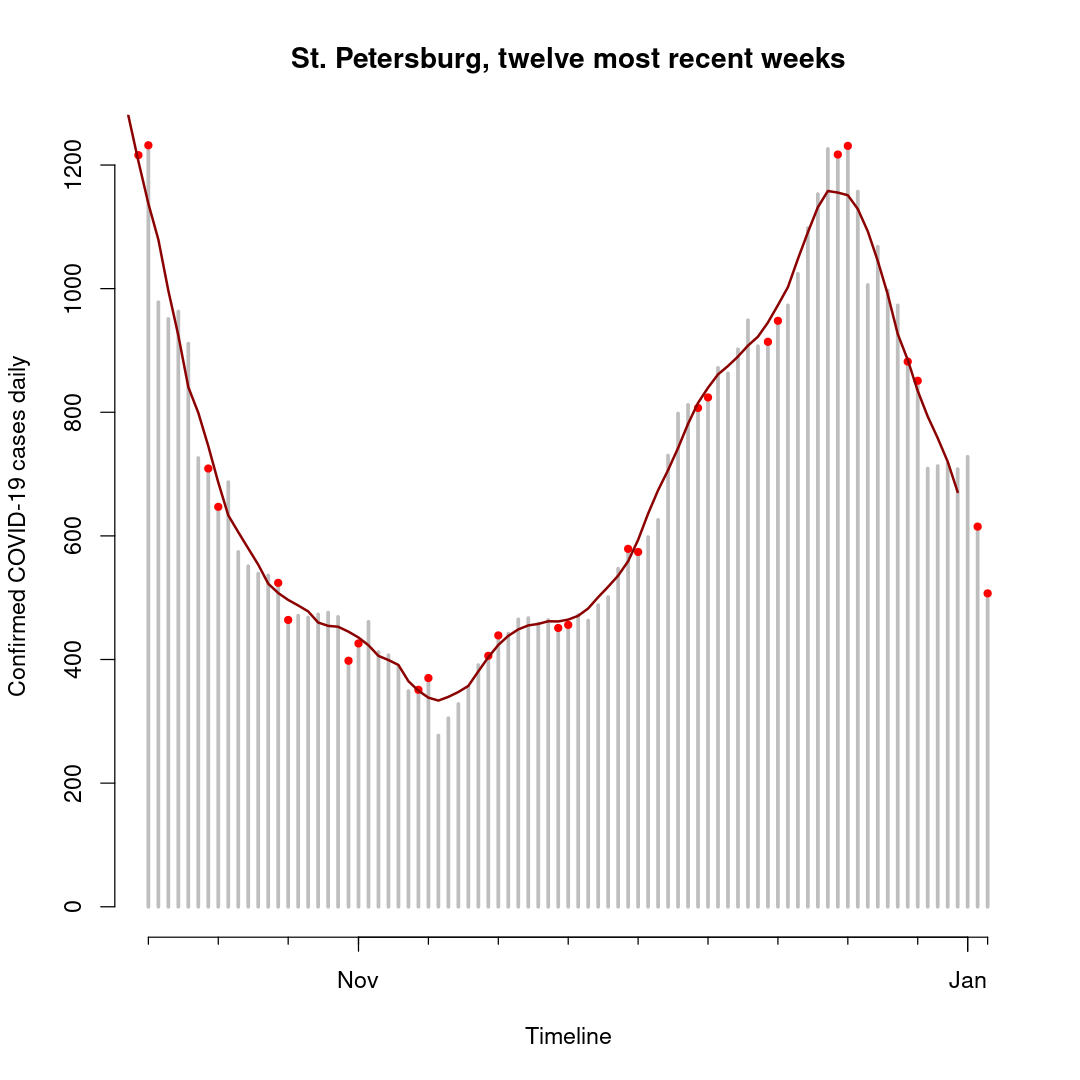 St. Petersburg, twelve most recent weeks
Confirmed COVID-19 cases daily
1200
1000
800
600
400
200
0
Nov
Jan
Timeline